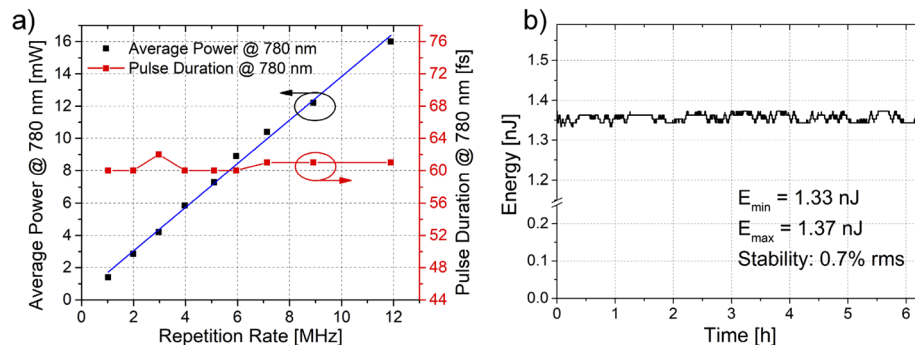 a)
Average Power @ 780 nm
Pulse Duration @ 780 nm
Average Power @ 780 nm [mW]
16
14
12
10
8
6
4
2
0
0 2 4 6 8 10 12
Repetition Rate [MHz]
76
72
68
64
60
56
52
48
44
Pulse Duration @ 780 nm [fs]
b)
Energy [nJ]
1.5
1.4
1.3
1.2
0.2
0.1
0.0
E min = 1.33 nJ
E max = 1.37 nJ
Stability: 0.7% rms
0 1 2 3 4 5 6
Time [h]